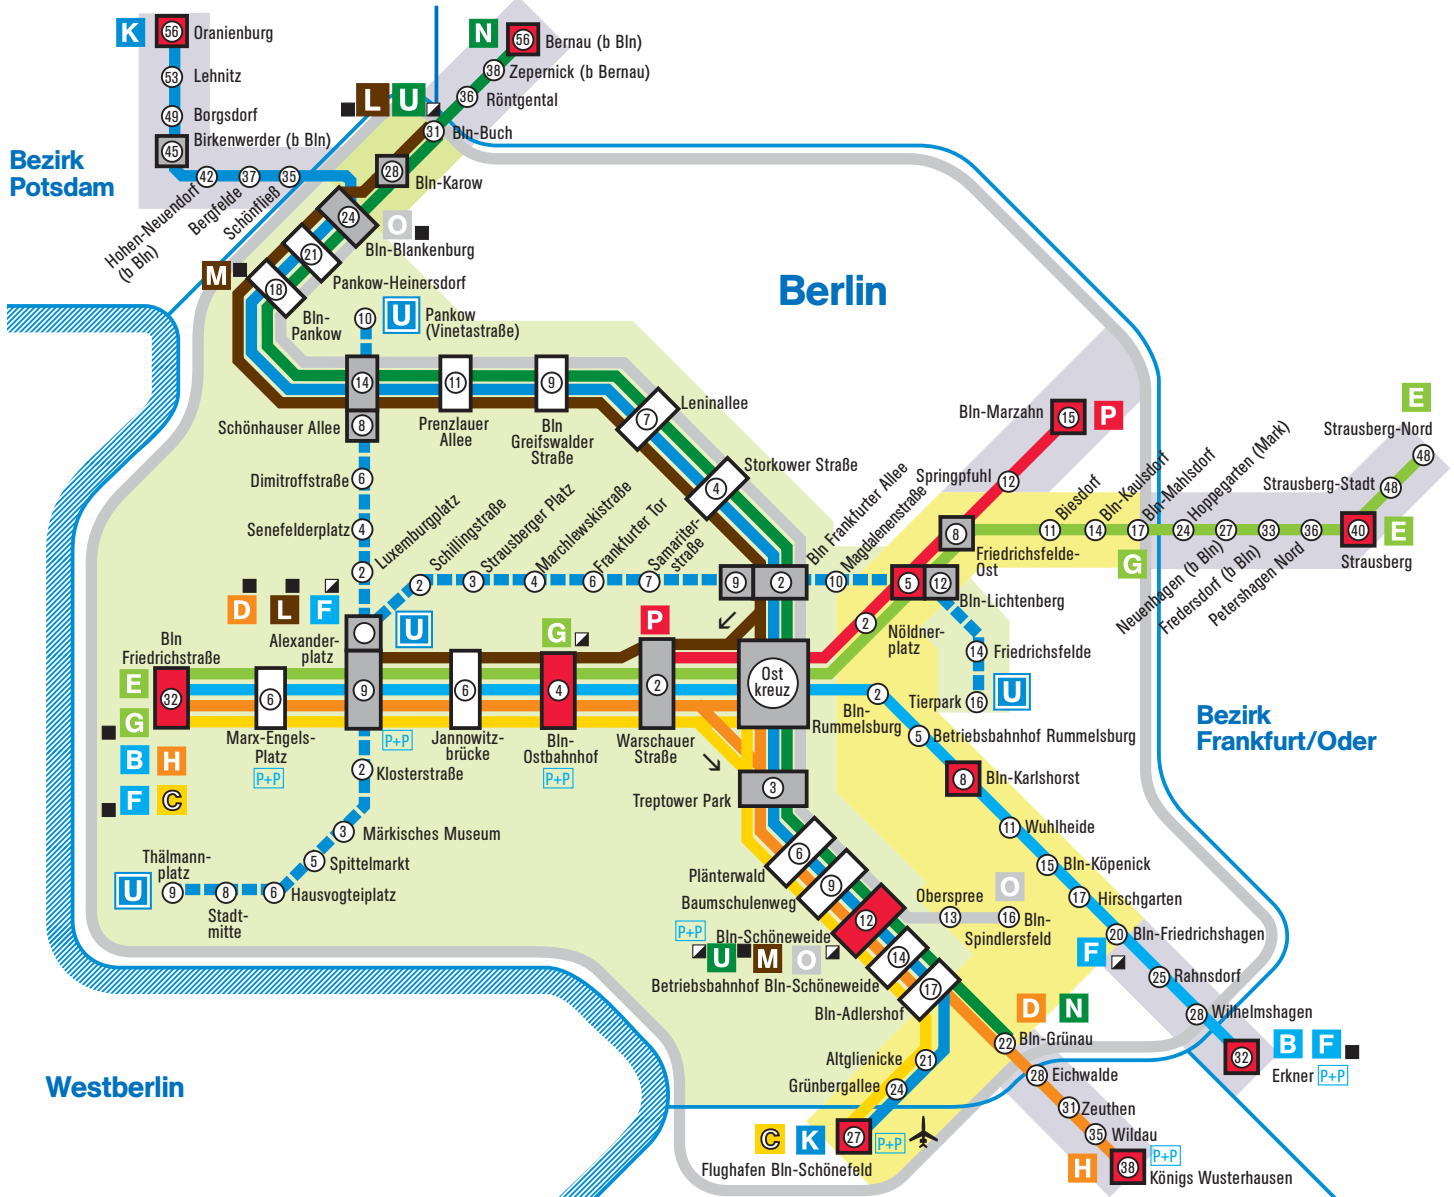 K
56
Oranienburg
53
Lehnitz
49
Borgsdorf
45
Birkenwerder (b Bln)
42
37
35
Hohen-Neuendorf
(b Bln)
Bergfelde
Schönfließ
Bezirk
Potsdam
N
56
Bernau (b Bln)
38
Zepernick (b Bernau)
36
Röntgental
L
U
31
Bln-Buch
28
Bln-Karow
24
O
Bln-Blankenburg
21
Pankow-Heinersdorf
M
18
Bln-
Pankow
10
U
Pankow
(Vinetastraße)
Berlin
14
8
Schönhauser Allee
11
Prenzlauer
Allee
9
Bln
Greifswalder
Straße
7
Leninallee
4
Storkower Straße
Dimitroffstraße
6
Senefelderplatz
4
2
Luxemburgplatz
2
Schillingstraße
3
Strausberger Platz
4
Marchlewskistraße
6
Frankfurter Tor
7
Samariter-
straße
9
2
Bln Frankfurter Allee
10
Magdalenenstraße
5
12
Bln-Lichtenberg
Bln-Marzahn
15
P
Springpfuhl
12
8
Friedrichsfelde-
Ost
11
Biesdorf
14
Bln-Kaulsdorf
17
Bln-Mahlsdorf
G
24
Hoppegarten (Mark)
27
Neuenhagen (b Bln)
33
Fredersdorf (b Bln)
36
Petershagen Nord
40
E
Strausberg
Strausberg-Stadt
48
Strausberg-Nord
48
E
2
Nöldner-
platz
14
Friedrichsfelde
Tierpark
16
U
D
L
F
Alexander-
platz
U
Bln
Friedrichstraße
32
E
G
B
H
F
C
6
Marx-Engels-
Platz
P+P
9
P+P
6
Jannowitz-
brücke
G
4
Bln-
Ostbahnhof
P+P
P
2
Warschauer
Straße
Ost
kreuz
3
Treptower Park
2
Klosterstraße
3
Märkisches Museum
5
Spittelmarkt
6
Hausvogteiplatz
8
Stadt-
mitte
9
Thälmann-
platz
U
2
Bln-
Rummelsburg
5
Betriebsbahnhof Rummelsburg
8
Bln-Karlshorst
11
Wuhlheide
15
Bln-Köpenick
17
Hirschgarten
20
Bln-Friedrichshagen
F
25
Rahnsdorf
28
Wilhelmshagen
32
B
F
Erkner
P+P
Bezirk
Frankfurt/Oder
6
Plänterwald
9
Baumschulenweg
12
Bln-Schöneweide
P+P
U
M
O
Oberspree
13
O
16
Bln-
Spindlersfeld
14
Betriebsbahnhof Bln-Schöneweide
17
Bln-Adlershof
D
N
22
Bln-Grünau
28
Eichwalde
31
Zeuthen
35
Wildau
H
38
P+P
Königs Wusterhausen
Altglienicke
21
Grünbergallee
24
C
K
27
P+P
Flughafen Bln-Schönefeld
Westberlin